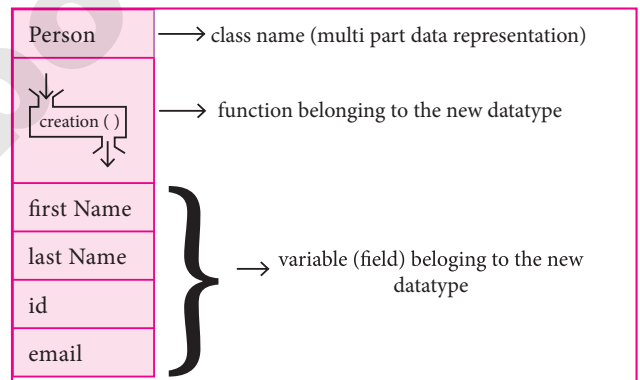 Person
class name (multi part data representation)
creation ( )
function belonging to the new datatype
first Name
last Name
id
email
variable (field) beloging to the new
datatype